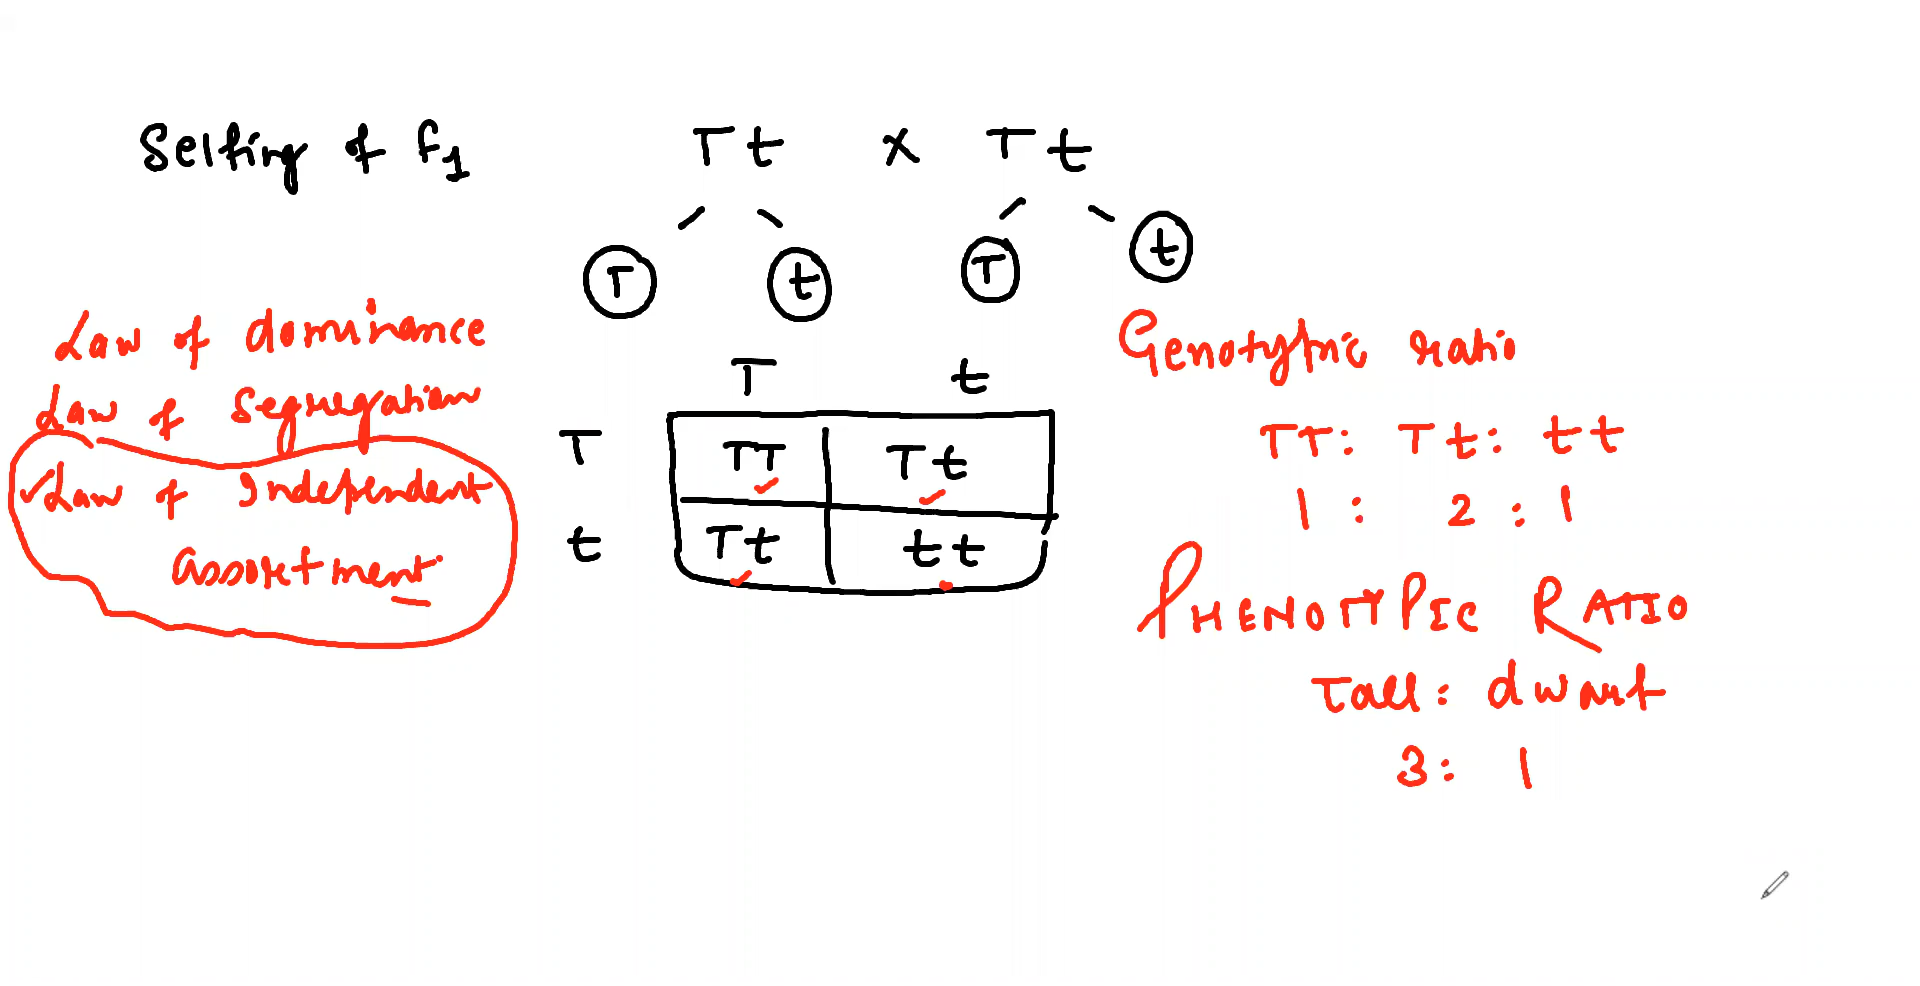 Selfing of F1
Tt x Tt
T t T t
Law of dominance
Law of Segregation
Law of Independent
assortment
T t
T TT Tt
t Tt tt
Genotypic ratio
TT: Tt: tt
1 : 2 : 1
PHENOTYPIC RATIO
Tall: dwarf
3: 1